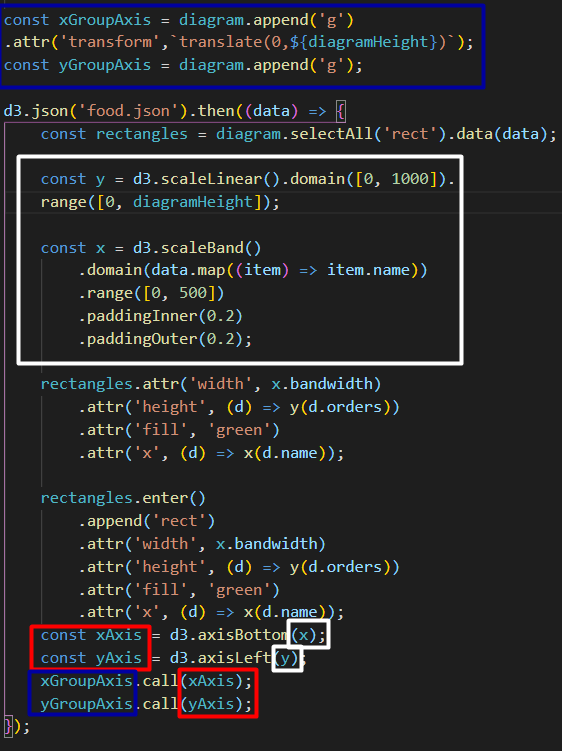 const xGroupAxis = diagram.append('g')
.attr('transform',`translate(0,${diagramHeight})`);
const yGroupAxis = diagram.append('g');
d3.json('food.json').then((data) => {
const rectangles = diagram.selectAll('rect').data(data);
const y = d3.scaleLinear().domain([0, 1000]).
range([0, diagramHeight]);
const x = d3.scaleBand()
.domain(data.map((item) => item.name))
.range([0, 500])
.paddingInner(0.2)
.paddingOuter(0.2);
rectangles.attr('width', x.bandwidth)
.attr('height', (d) => y(d.orders))
.attr('fill', 'green')
.attr('x', (d) => x(d.name));
rectangles.enter()
.append('rect')
.attr('width', x.bandwidth)
.attr('height', (d) => y(d.orders))
.attr('fill', 'green')
.attr('x', (d) => x(d.name));
const xAxis = d3.axisBottom(x);
const yAxis = d3.axisLeft(y);
xGroupAxis.call(xAxis);
yGroupAxis.call(yAxis);
});